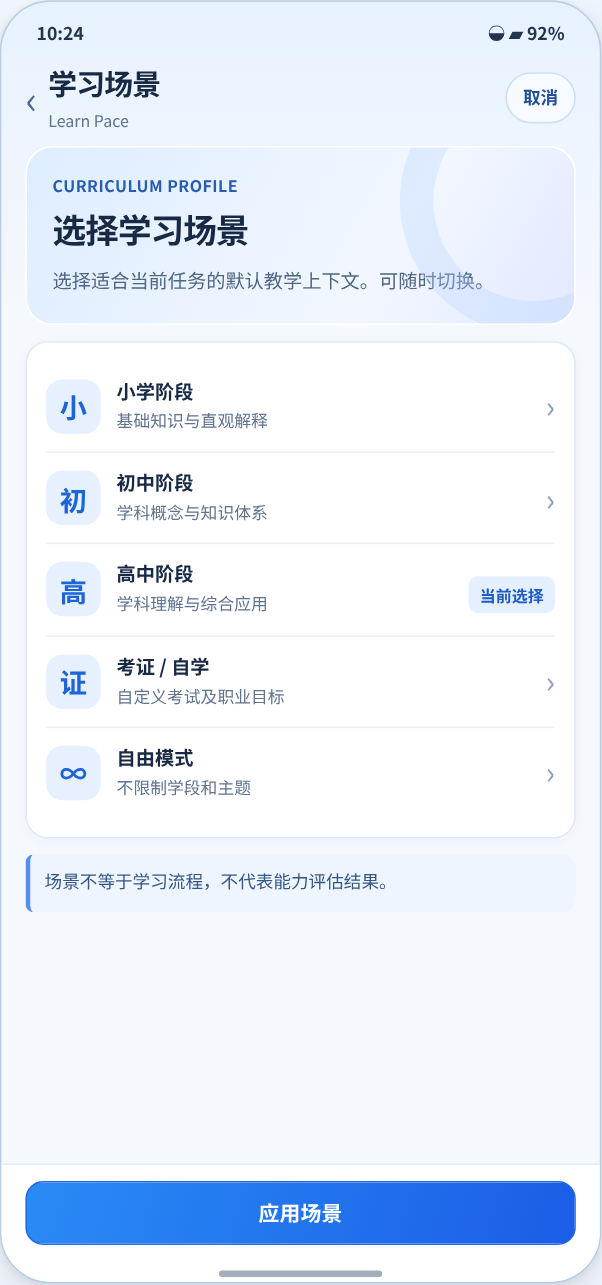 10:24
92%
学习场景
Learn Pace
取消
CURRICULUM PROFILE
选择学习场景
选择适合当前任务的默认教学上下文。可随时切换。
小
小学阶段
基础知识与直观解释
初
初中阶段
学科概念与知识体系
高
高中阶段
学科理解与综合应用
当前选择
证
考证 / 自学
自定义考试及职业目标
∞
自由模式
不限制学段和主题
场景不等于学习流程，不代表能力评估结果。
应用场景